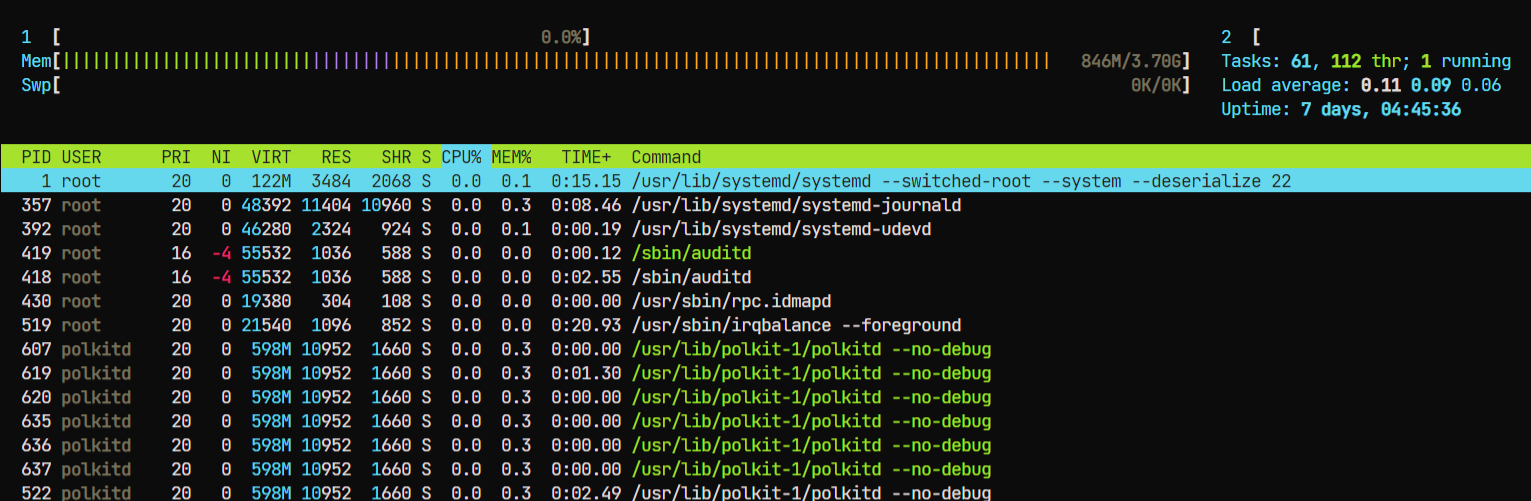 1 [ 0.0%] 2 [
Mem[||||||||||||||||||||||||||||||||||||||||||||||||||||||||||||||||||||||||||||||||||||||||||||||||||| 846M/3.70G] Tasks: 61, 112 thr; 1 running
Swp[ 0K/0K] Load average: 0.11 0.09 0.06
Uptime: 7 days, 04:45:36
PID USER PRI NI VIRT RES SHR S CPU% MEM% TIME+ Command
1 root 20 0 122M 3484 2068 S 0.0 0.1 0:15.15 /usr/lib/systemd/systemd --switched-root --system --deserialize 22
357 root 20 0 48392 11404 10960 S 0.0 0.3 0:08.46 /usr/lib/systemd/systemd-journald
392 root 20 0 46280 2324 924 S 0.0 0.1 0:00.19 /usr/lib/systemd/systemd-udevd
419 root 16 -4 55532 1036 588 S 0.0 0.0 0:00.12 /sbin/auditd
418 root 16 -4 55532 1036 588 S 0.0 0.0 0:02.55 /sbin/auditd
430 root 20 0 19380 304 108 S 0.0 0.0 0:00.00 /usr/sbin/rpc.idmapd
519 root 20 0 21540 1096 852 S 0.0 0.0 0:20.93 /usr/sbin/irqbalance --foreground
607 polkitd 20 0 598M 10952 1660 S 0.0 0.3 0:00.00 /usr/lib/polkit-1/polkitd --no-debug
619 polkitd 20 0 598M 10952 1660 S 0.0 0.3 0:01.30 /usr/lib/polkit-1/polkitd --no-debug
620 polkitd 20 0 598M 10952 1660 S 0.0 0.3 0:00.00 /usr/lib/polkit-1/polkitd --no-debug
635 polkitd 20 0 598M 10952 1660 S 0.0 0.3 0:00.00 /usr/lib/polkit-1/polkitd --no-debug
636 polkitd 20 0 598M 10952 1660 S 0.0 0.3 0:00.00 /usr/lib/polkit-1/polkitd --no-debug
637 polkitd 20 0 598M 10952 1660 S 0.0 0.3 0:00.00 /usr/lib/polkit-1/polkitd --no-debug
522 polkitd 20 0 598M 10952 1660 S 0.0 0.3 0:02.49 /usr/lib/polkit-1/polkitd --no-debug